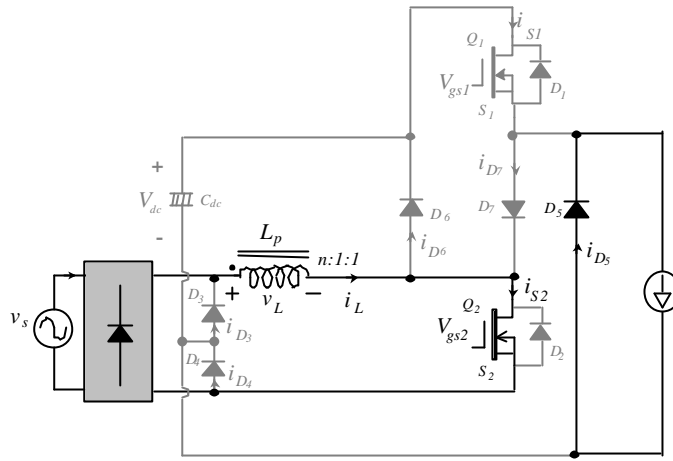 i
Q1
S1
Vgs1
D1
S1
+
iD7
Vdc
Cdc
D6
D7
D5
-
Lp
n:1:1:1
iD6
iD5
D3
+
vL
–
iL
Q2
iS2
vs
iD3
Vgs2
D4
D2
iD4
S2